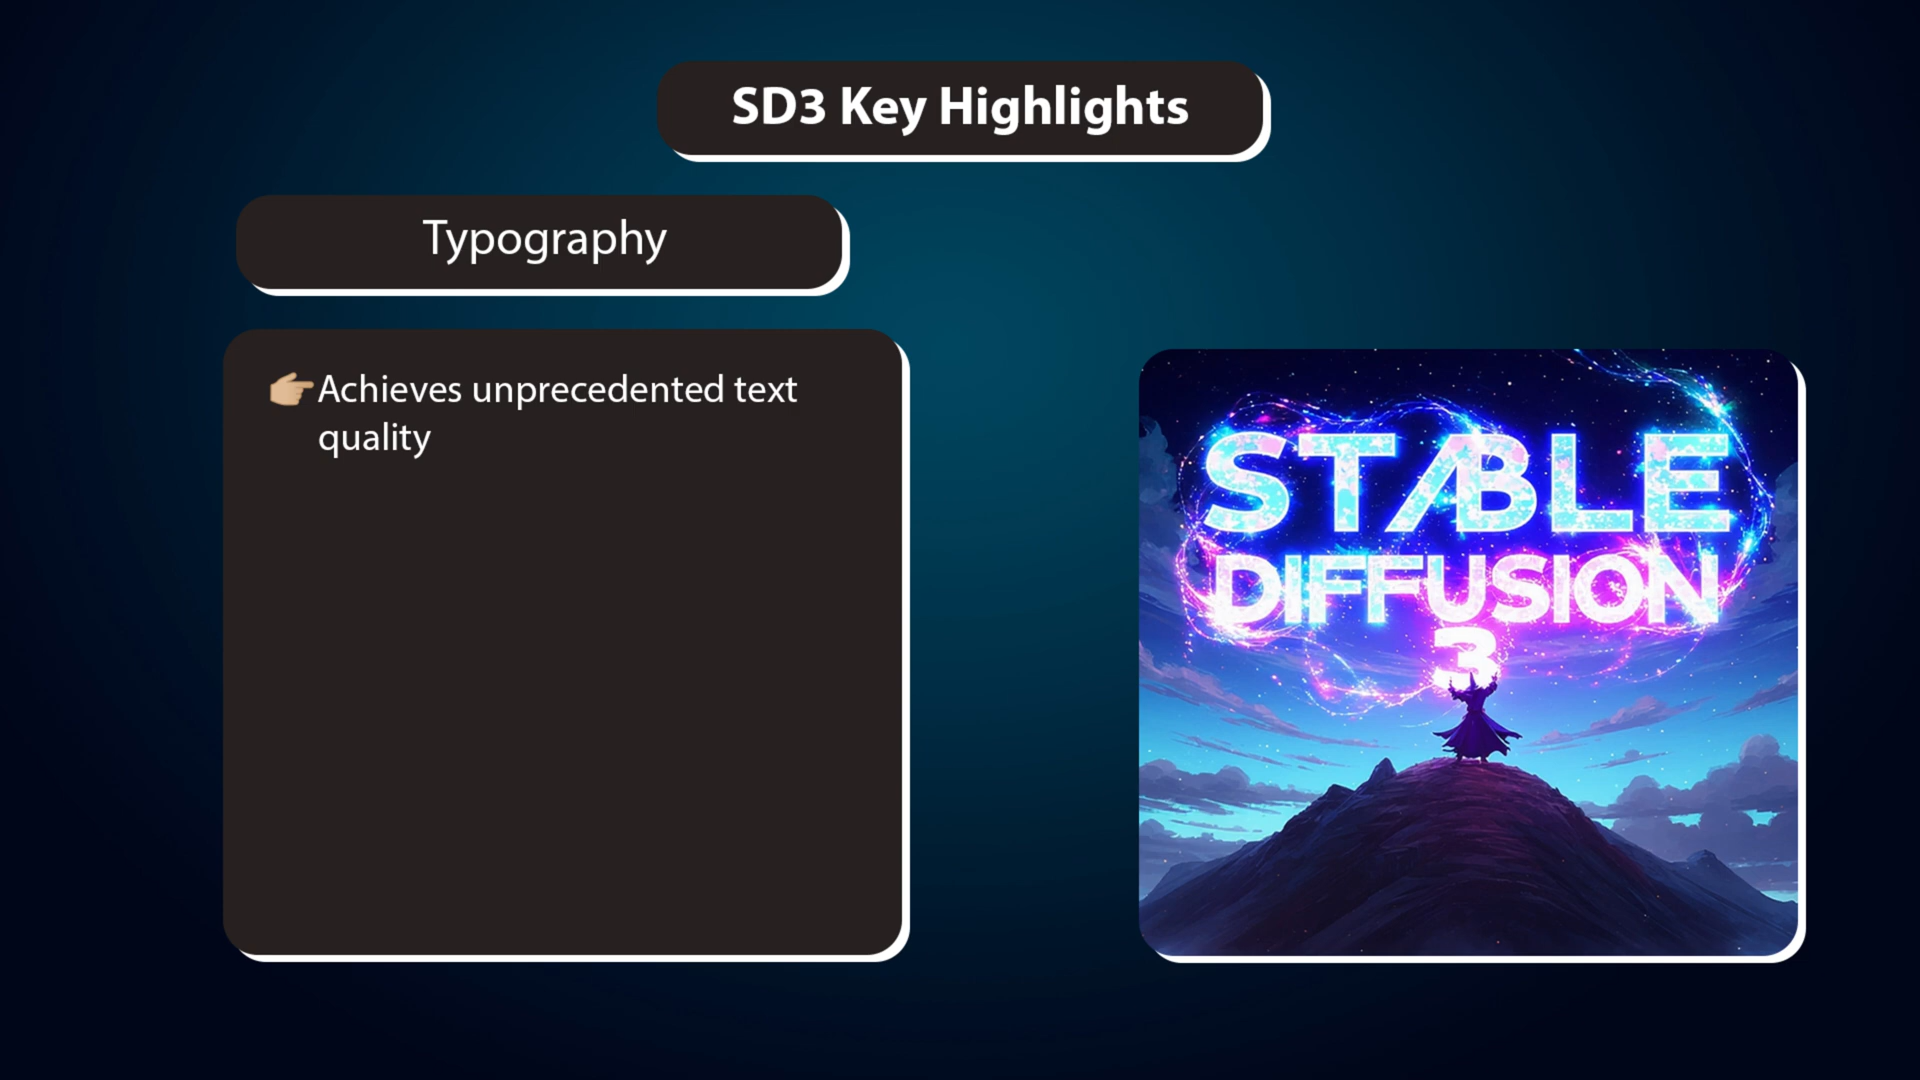 SD3 Key Highlights
Typography
👉🏼Achieves unprecedented text
quality
STABLE
DIFFUSION
3